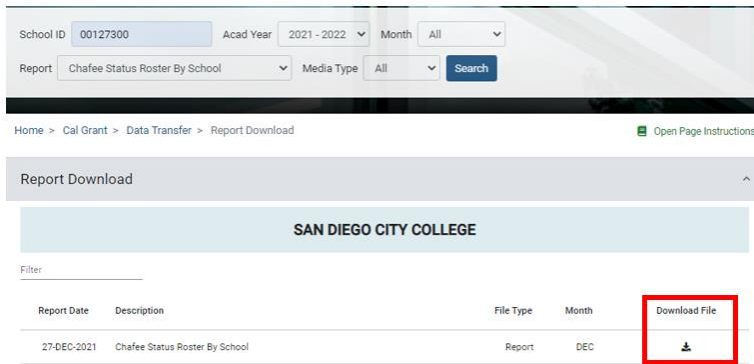 School ID 00127300 Acad Year 2021 - 2022 Month All
Report Chafee Status Roster By School Media Type All Search
Home > Cal Grant > Data Transfer > Report Download Open Page Instructions
Report Download
SAN DIEGO CITY COLLEGE
Filter
Report Date Description File Type Month Download File
27-DEC-2021 Chafee Status Roster By School Report DEC